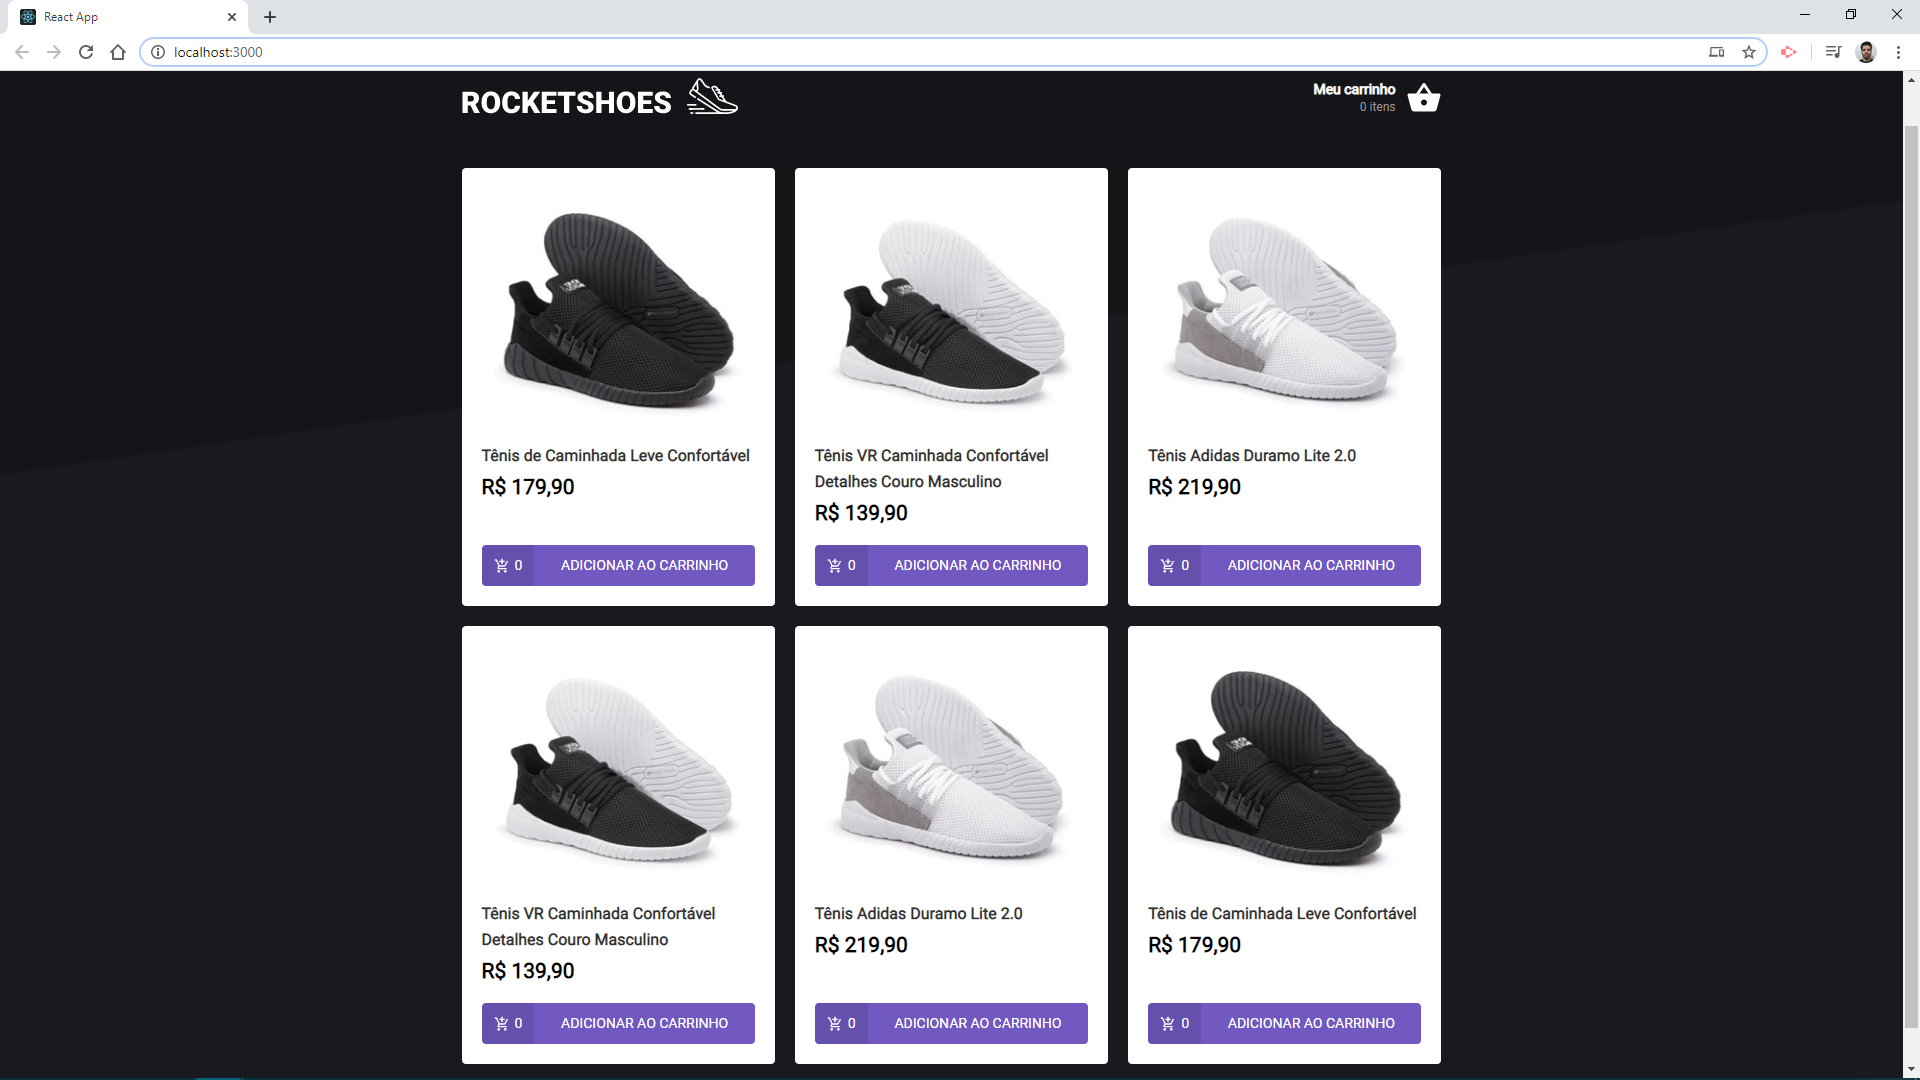 React App
localhost:3000
ROCKETSHOES
Meu carrinho
0 itens
Tênis de Caminhada Leve Confortável
R$ 179,90
0 ADICIONAR AO CARRINHO
Tênis VR Caminhada Confortável
Detalhes Couro Masculino
R$ 139,90
0 ADICIONAR AO CARRINHO
Tênis Adidas Duramo Lite 2.0
R$ 219,90
0 ADICIONAR AO CARRINHO
Tênis VR Caminhada Confortável
Detalhes Couro Masculino
R$ 139,90
0 ADICIONAR AO CARRINHO
Tênis Adidas Duramo Lite 2.0
R$ 219,90
0 ADICIONAR AO CARRINHO
Tênis de Caminhada Leve Confortável
R$ 179,90
0 ADICIONAR AO CARRINHO